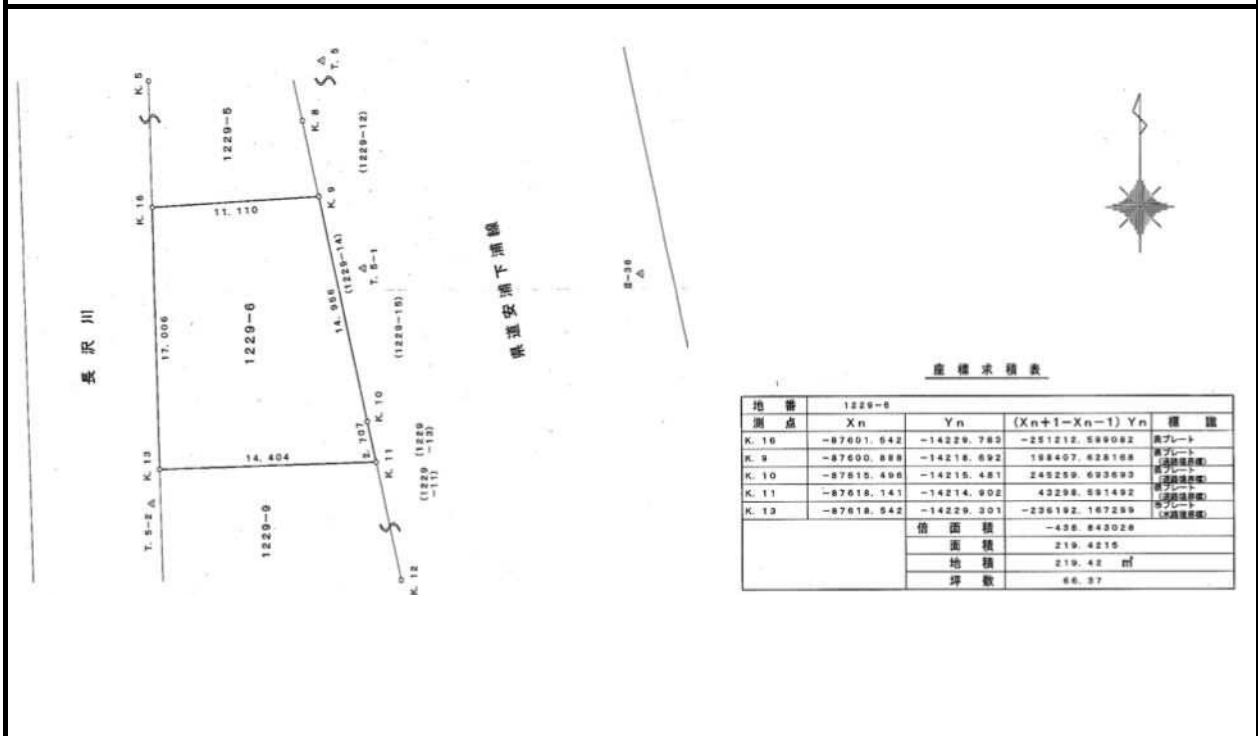 K. 5
T. 5
K. 8
1229-5
(1229-12)
K. 16
K. 9
11. 110
(1229-14)
T. 5-1
長沢川
17. 006
1229-6
14. 956
(1229-15)
県道安浦下浦線
K. 10
2. 707
K. 11
(1229
-13)
(1229
-11)
K. 13
14. 404
T. 5-2
1229-9
K. 12
座標求積表
地番 1229-6
測点 Xn Yn (Xn+1-Xn-1) Yn 標識
K. 16 -87601. 542 -14229. 783 -251212. 589082
K. 9 -87600. 888 -14218. 692 198407. 628168
K. 10 -87615. 496 -14215. 481 245259. 693693
K. 11 -87618. 141 -14214. 902 43298. 591492
K. 13 -87618. 542 -14229. 301 -236192. 167299
倍面積 -438. 843028
面積 219. 4215
地積 219. 42 ㎡
坪数 66. 37